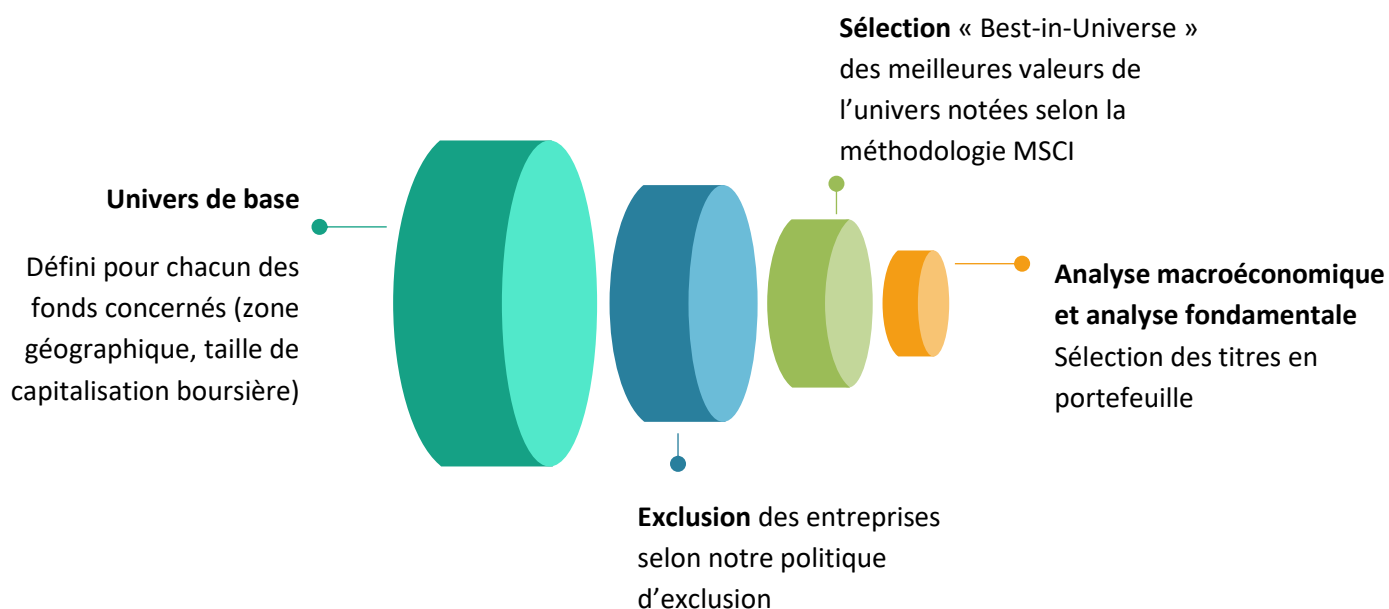 Univers de base
Défini pour chacun des
fonds concernés (zone
géographique, taille de
capitalisation boursière)
Exclusion des entreprises
selon notre politique
d’exclusion
Sélection « Best-in-Universe »
des meilleures valeurs de
l’univers notées selon la
méthodologie MSCI
Analyse macroéconomique
et analyse fondamentale
Sélection des titres en
portefeuille